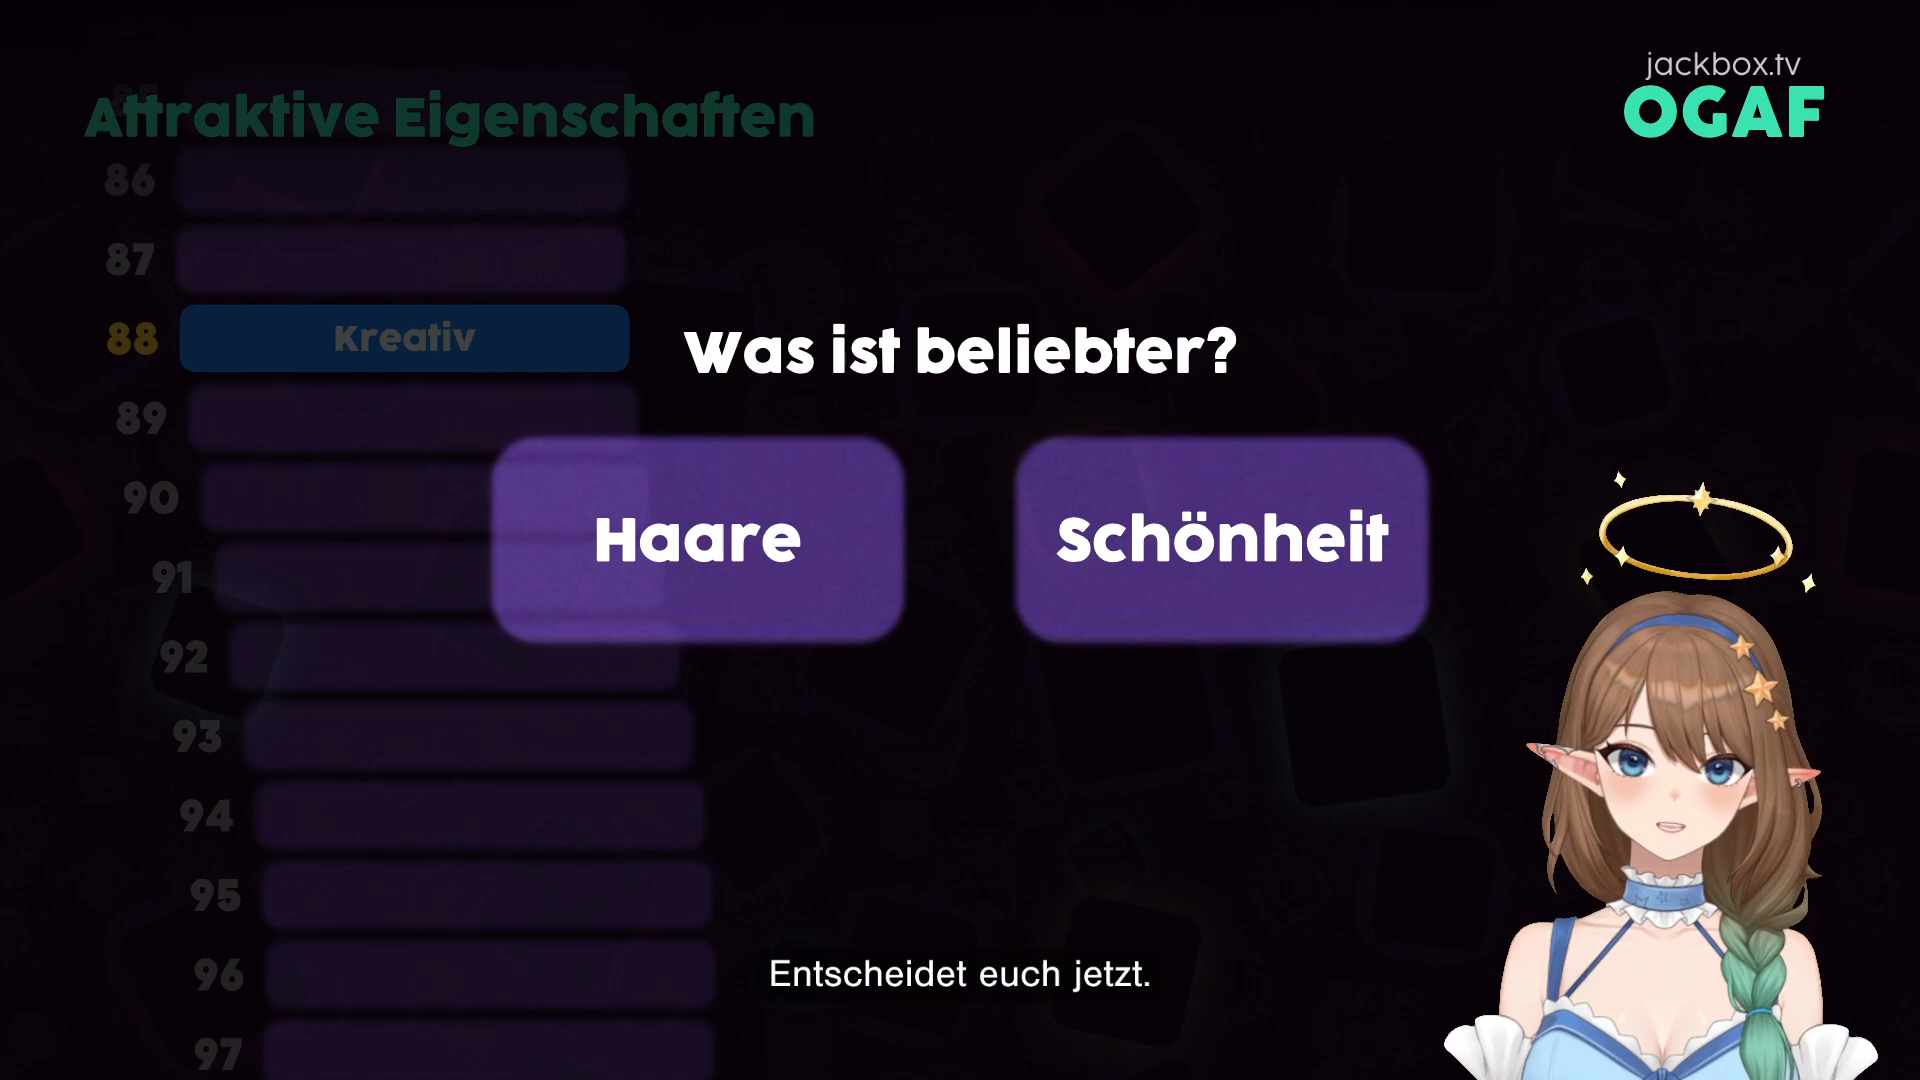 jackbox.tv
OGAF
Attraktive Eigenschaften
85
86
87
88 Kreativ
89
90
91
92
93
94
95
96
97
Was ist beliebter?
Haare
Schönheit
Entscheidet euch jetzt.